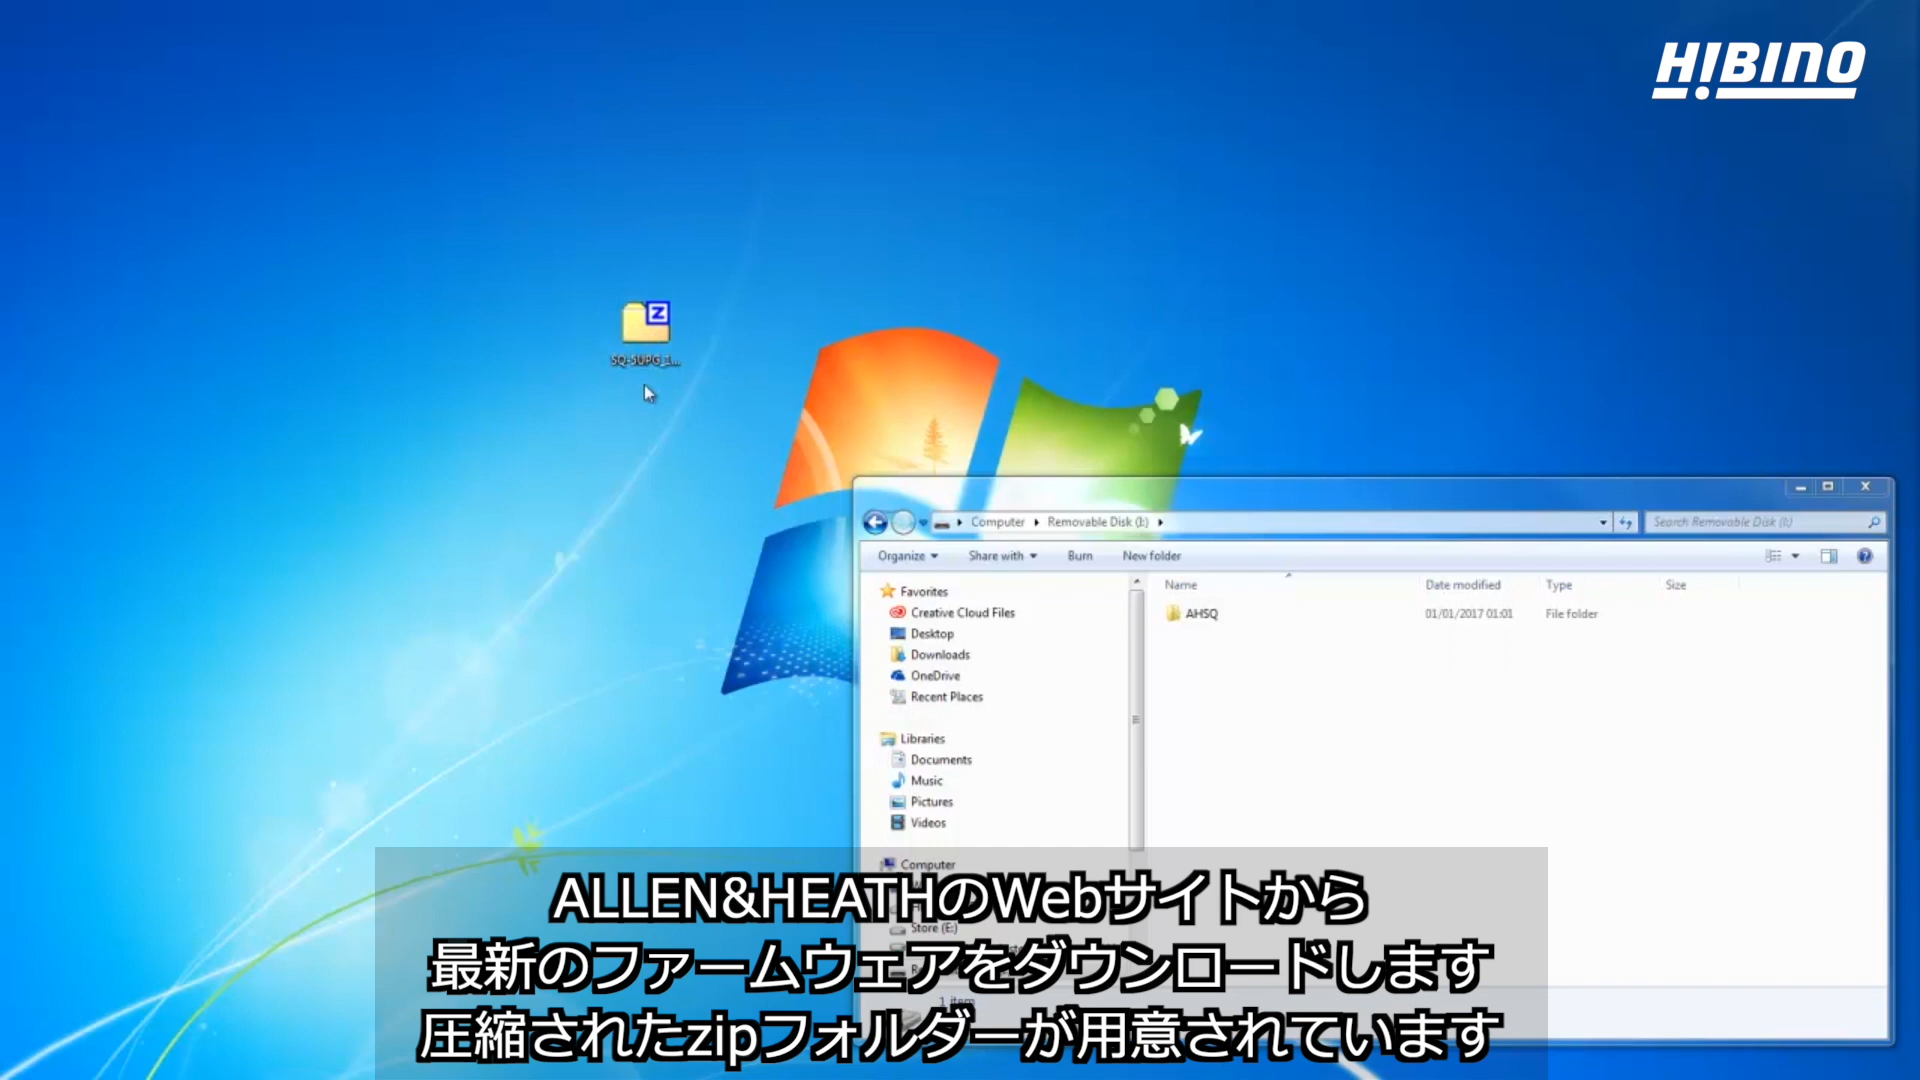 HIBINO
SQ-SUPG_1...
Computer
Removable Disk (I:)
Search Removable Disk (I:)
Organize
Share with
Burn
New folder
Name
Date modified
Type
Size
AHSQ
01/01/2017 01:01
File folder
Favorites
Creative Cloud Files
Desktop
Downloads
OneDrive
Recent Places
Libraries
Documents
Music
Pictures
Videos
Computer
Store (E:)
1 item
ALLEN&HEATHのWebサイトから
最新のファームウェアをダウンロードします
圧縮されたzipフォルダーが用意されています